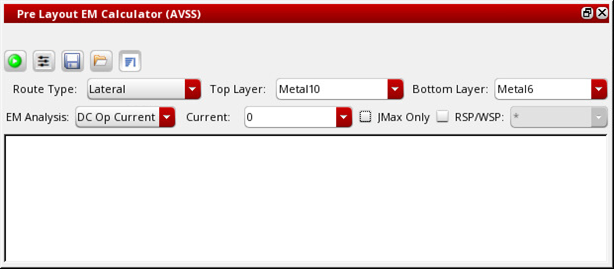 Pre Layout EM Calculator (AVSS)
Route Type: Lateral Top Layer: Metal10 Bottom Layer: Metal6
EM Analysis: DC Op Current Current: 0 JMax Only RSP/WSP: *